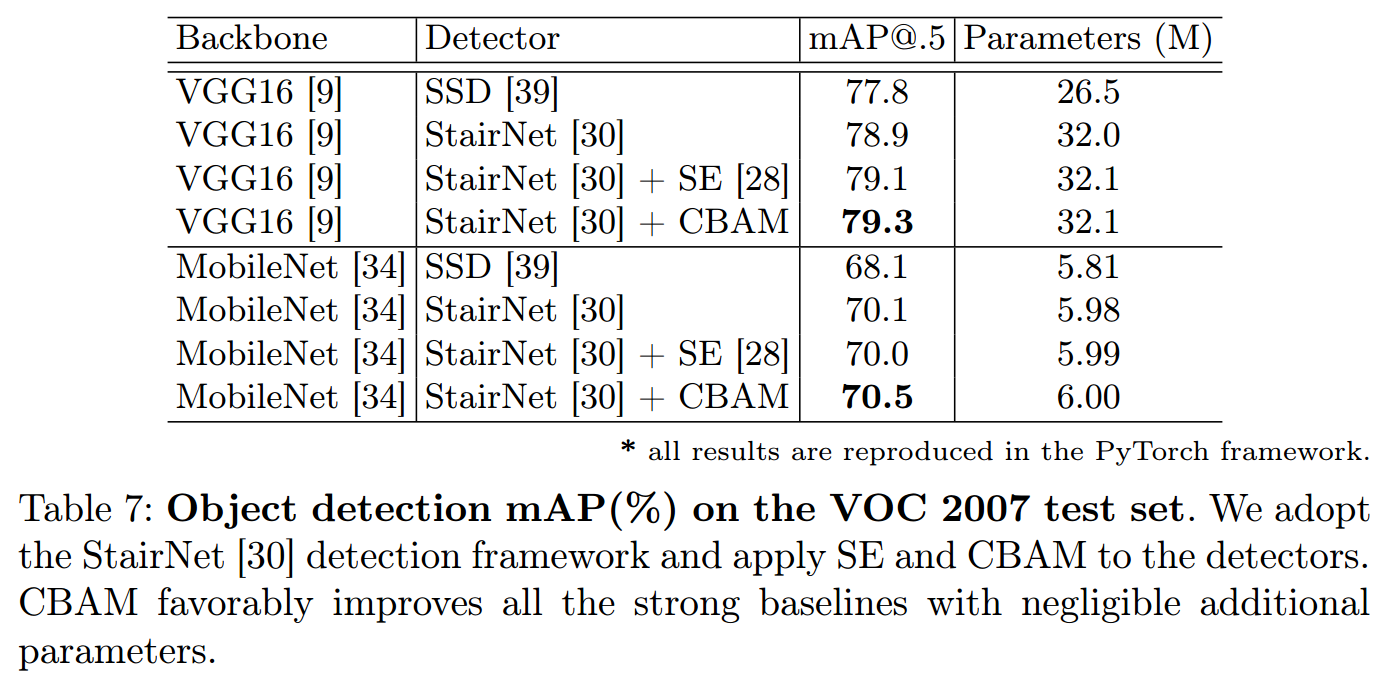 Backbone Detector mAP@.5 Parameters (M)
VGG16 [9] SSD [39] 77.8 26.5
VGG16 [9] StairNet [30] 78.9 32.0
VGG16 [9] StairNet [30] + SE [28] 79.1 32.1
VGG16 [9] StairNet [30] + CBAM 79.3 32.1
MobileNet [34] SSD [39] 68.1 5.81
MobileNet [34] StairNet [30] 70.1 5.98
MobileNet [34] StairNet [30] + SE [28] 70.0 5.99
MobileNet [34] StairNet [30] + CBAM 70.5 6.00
* all results are reproduced in the PyTorch framework.
Table 7: Object detection mAP(%) on the VOC 2007 test set. We adopt
the StairNet [30] detection framework and apply SE and CBAM to the detectors.
CBAM favorably improves all the strong baselines with negligible additional
parameters.